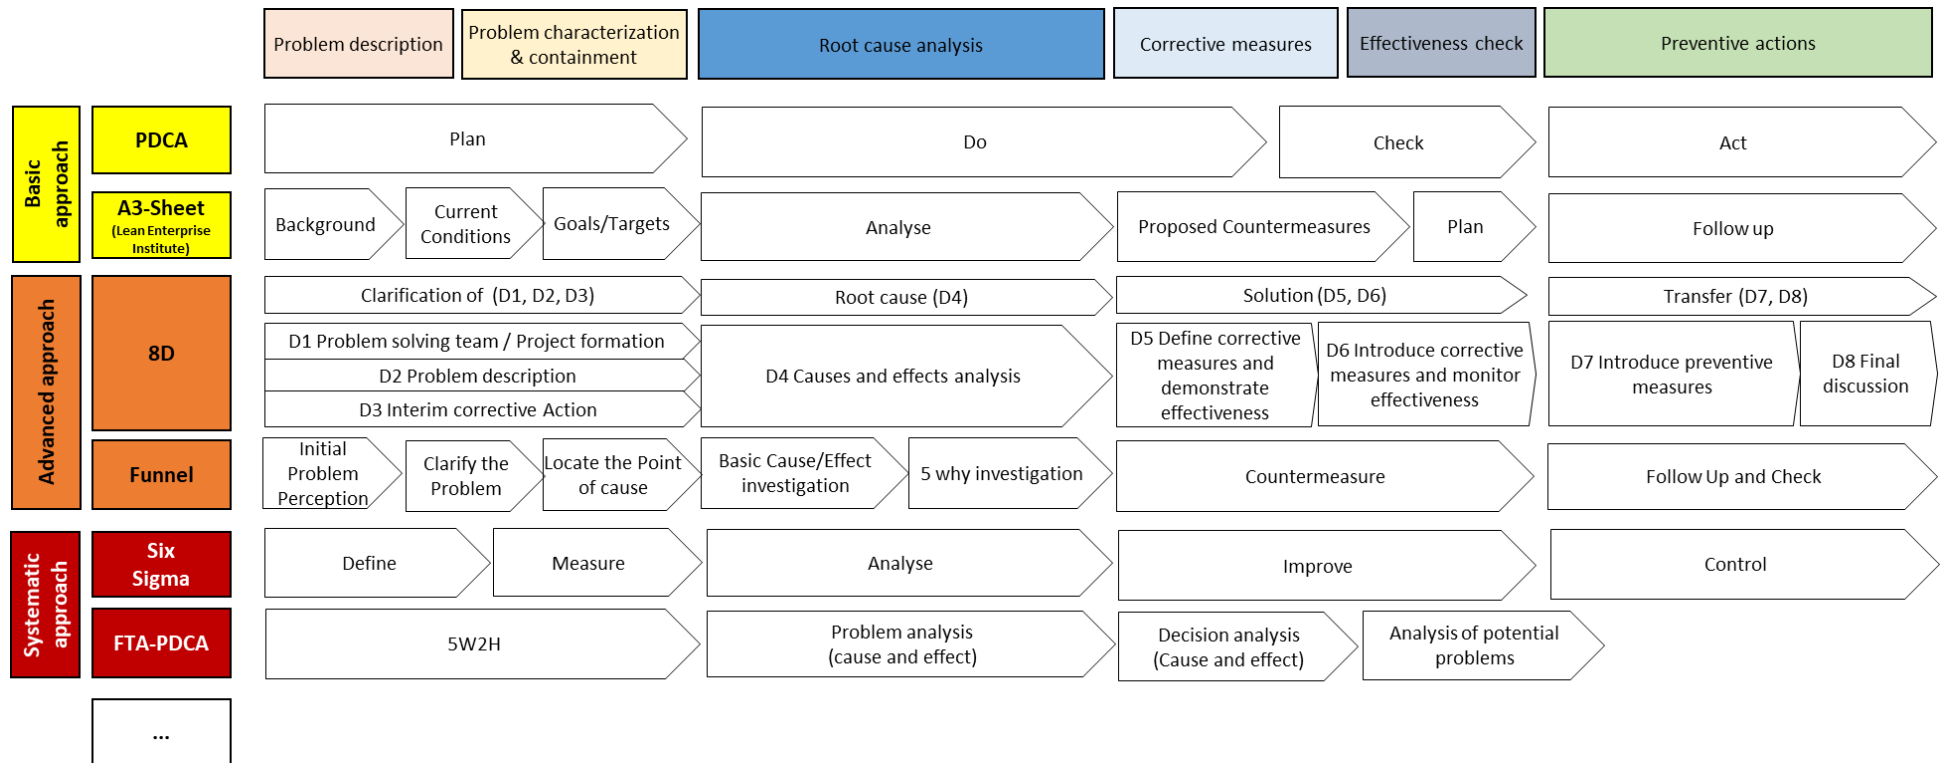 Problem description
Problem characterization
& containment
Root cause analysis
Corrective measures
Effectiveness check
Preventive actions
Basic
approach
PDCA
Plan
Do
Check
Act
A3-Sheet
(Lean Enterprise
Institute)
Background
Current
Conditions
Goals/Targets
Analyse
Proposed Countermeasures
Plan
Follow up
Advanced approach
8D
Clarification of (D1, D2, D3)
Root cause (D4)
Solution (D5, D6)
Transfer (D7, D8)
D1 Problem solving team / Project formation
D2 Problem description
D3 Interim corrective Action
D4 Causes and effects analysis
D5 Define corrective
measures and
demonstrate
effectiveness
D6 Introduce corrective
measures and monitor
effectiveness
D7 Introduce preventive
measures
D8 Final
discussion
Funnel
Initial
Problem
Perception
Clarify the
Problem
Locate the Point
of cause
Basic Cause/Effect
investigation
5 why investigation
Countermeasure
Follow Up and Check
Systematic
approach
Six
Sigma
Define
Measure
Analyse
Improve
Control
FTA-PDCA
5W2H
Problem analysis
(cause and effect)
Decision analysis
(Cause and effect)
Analysis of potential
problems
...